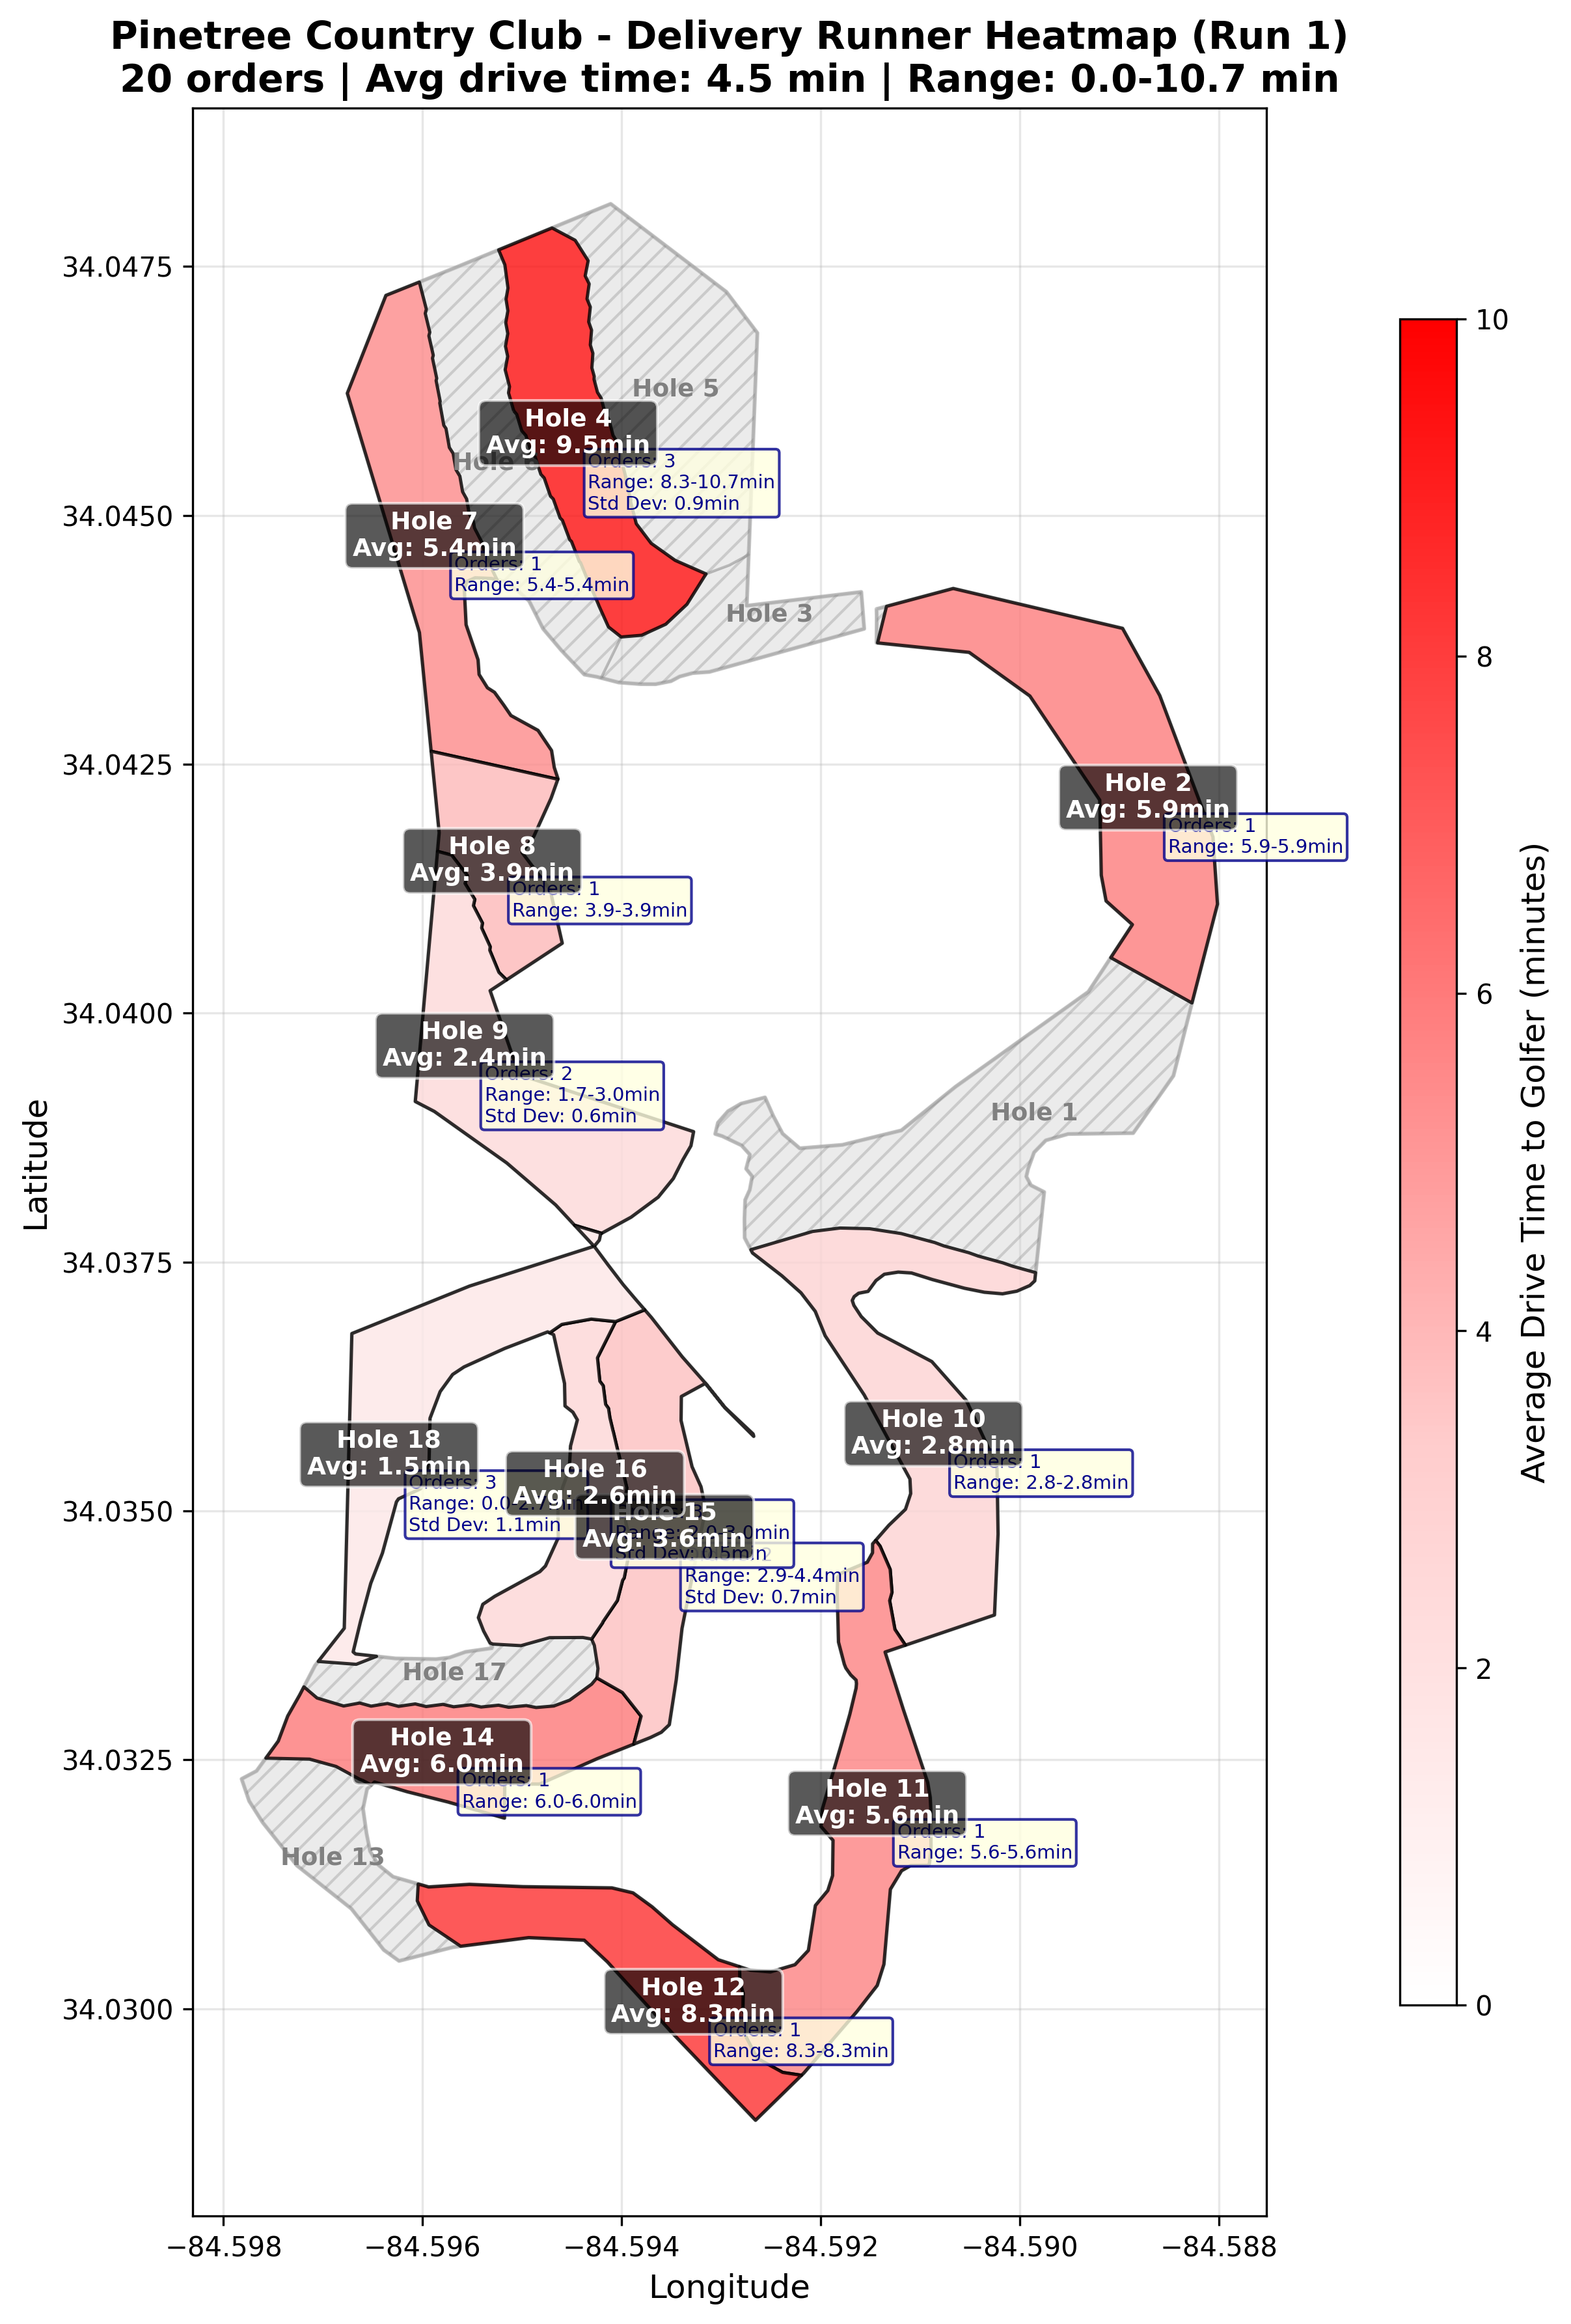 Pinetree Country Club - Delivery Runner Heatmap (Run 1)
20 orders | Avg drive time: 4.5 min | Range: 0.0-10.7 min
34.0475
34.0450
34.0425
34.0400
34.0375
34.0350
34.0325
34.0300
Latitude
−84.598
−84.596
−84.594
−84.592
−84.590
−84.588
Longitude
Hole 5
Hole 4
Avg: 9.5min
Orders: 3
Range: 8.3-10.7min
Std Dev: 0.9min
Hole
Hole 7
Avg: 5.4min
Orders: 1
Range: 5.4-5.4min
Hole 3
Hole 2
Avg: 5.9min
Orders: 1
Range: 5.9-5.9min
Hole 8
Avg: 3.9min
Orders: 1
Range: 3.9-3.9min
Hole 9
Avg: 2.4min
Orders: 2
Range: 1.7-3.0min
Std Dev: 0.6min
Hole 1
Hole 10
Avg: 2.8min
Orders: 1
Range: 2.8-2.8min
Hole 18
Avg: 1.5min
Orders: 3
Range: 0.0-2.7min
Std Dev: 1.1min
Hole 16
Avg: 2.6min
Range: 2.0-3.0min
Std Dev: 0.5min
Hole 15
Avg: 3.6min
Range: 2.9-4.4min
Std Dev: 0.7min
Hole 17
Hole 14
Avg: 6.0min
Orders: 1
Range: 6.0-6.0min
Hole 11
Avg: 5.6min
Orders: 1
Range: 5.6-5.6min
Hole 13
Hole 12
Avg: 8.3min
Orders: 1
Range: 8.3-8.3min
10
8
6
4
2
0
Average Drive Time to Golfer (minutes)